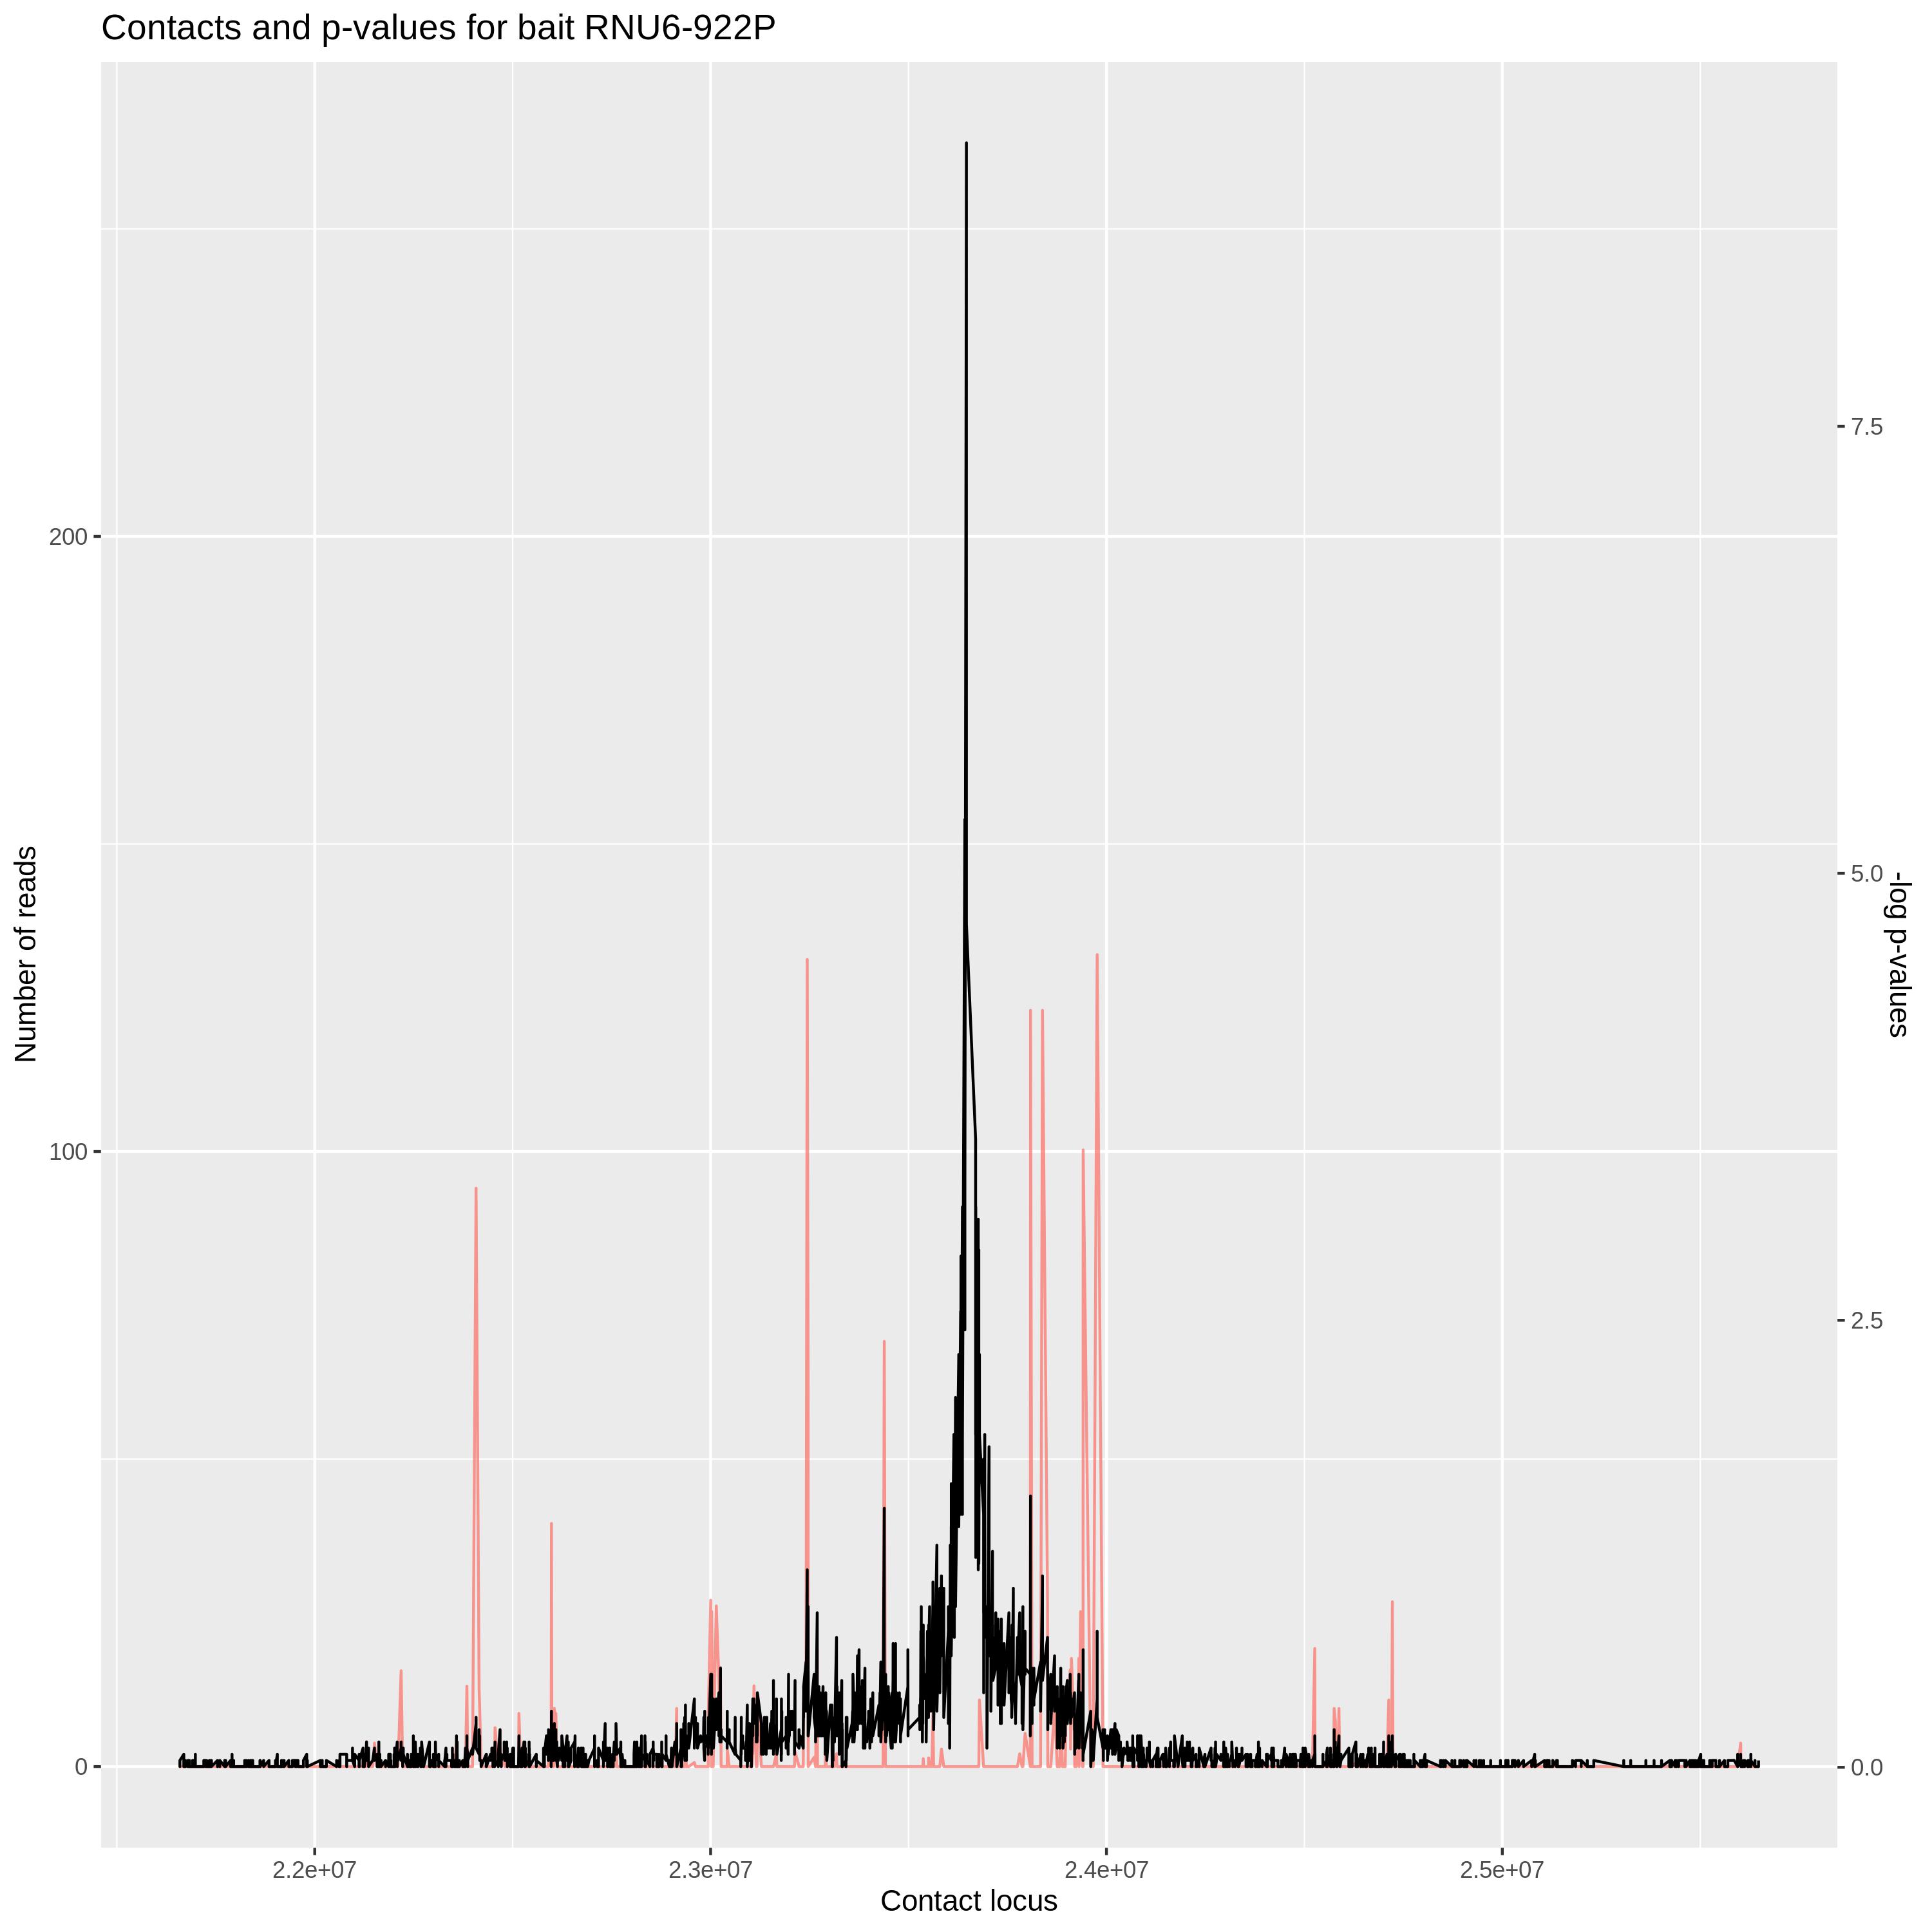 Contacts and p-values for bait RNU6-922P
Number of reads
200
100
0
7.5
5.0
2.5
0.0
-log p-values
2.2e+07
2.3e+07
2.4e+07
2.5e+07
Contact locus